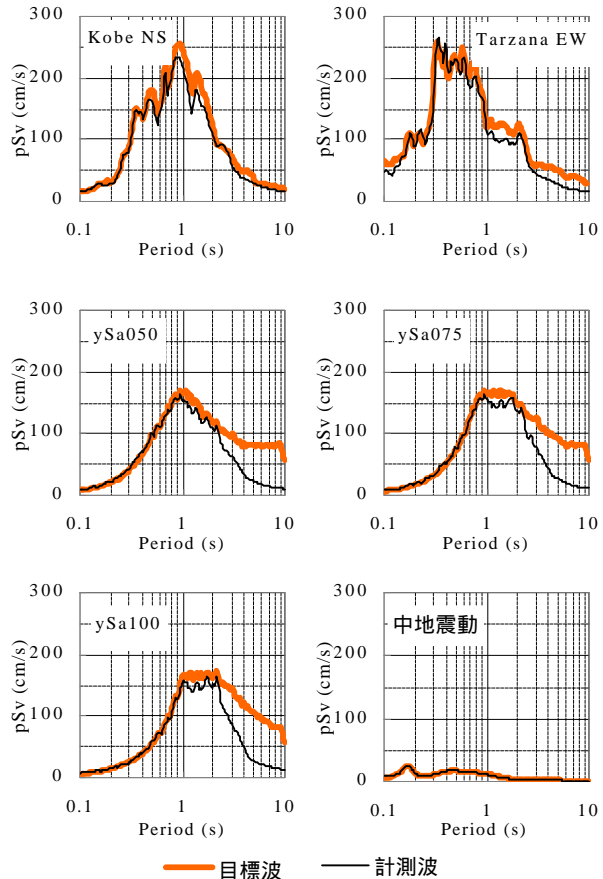 300
200
100
0
pSv (cm/s)
Kobe NS
0.1 1 10
Period (s)
300
200
100
0
pSv (cm/s)
Tarzana EW
0.1 1 10
Period (s)
300
200
100
0
pSv (cm/s)
ySa050
0.1 1 10
Period (s)
300
200
100
0
pSv (cm/s)
ySa075
0.1 1 10
Period (s)
300
200
100
0
pSv (cm/s)
ySa100
0.1 1 10
Period (s)
300
200
100
0
pSv (cm/s)
中地震動
0.1 1 10
Period (s)
目標波 計測波